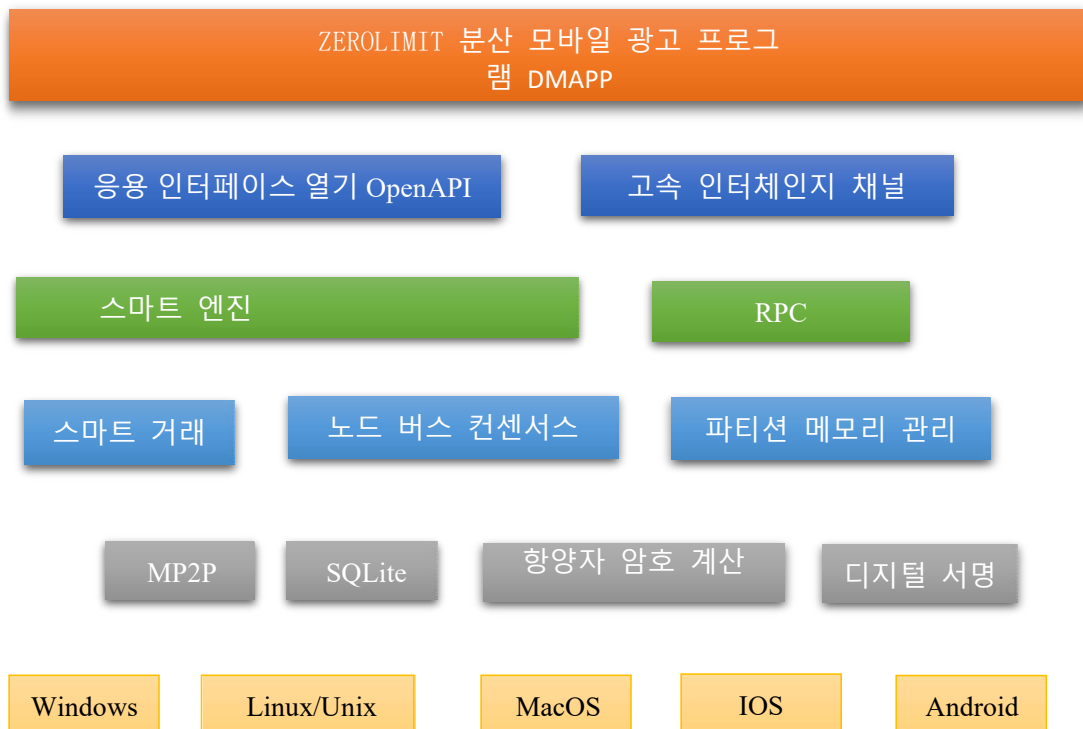 ZEROLIMIT 분산 모바일 광고 프로그
램 DMAPP
응용 인터페이스 열기 OpenAPI
고속 인터체인지 채널
스마트 엔진
RPC
스마트 거래
노드 버스 컨센서스
파티션 메모리 관리
MP2P
SQLite
항양자 암호 계산
디지털 서명
Windows
Linux/Unix
MacOS
IOS
Android